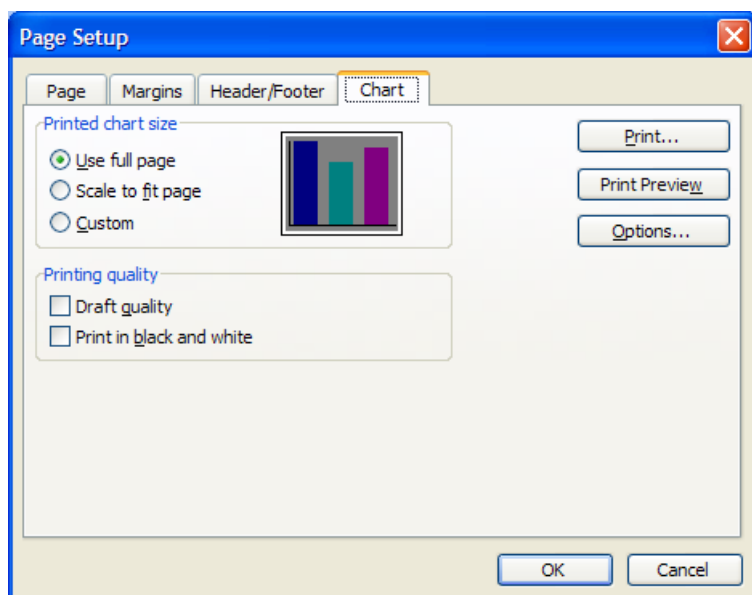 Page Setup
Page Margins Header/Footer Chart
Printed chart size
Use full page
Scale to fit page
Custom
Print...
Print Preview
Options...
Printing quality
Draft quality
Print in black and white
OK Cancel